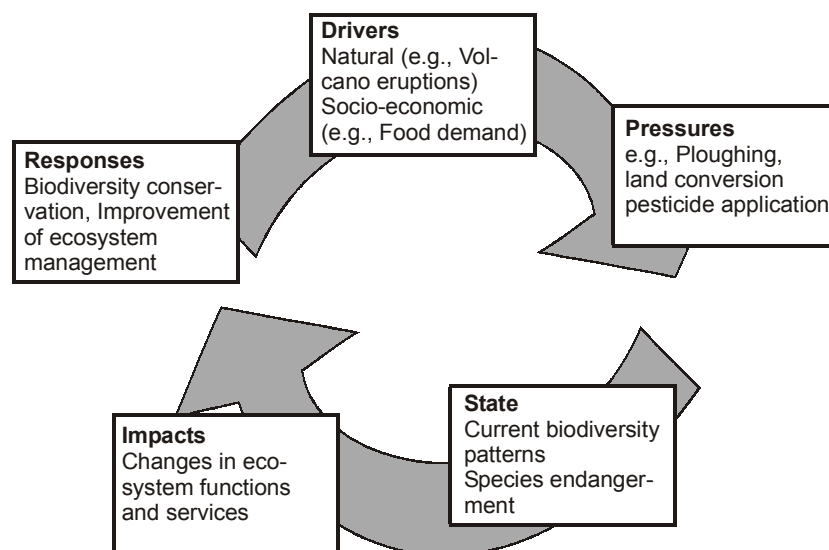 Drivers
Natural (e.g., Vol-
cano eruptions)
Socio-economic
(e.g., Food demand)
Pressures
e.g., Ploughing,
land conversion
pesticide application
Responses
Biodiversity conser-
vation, Improvement
of ecosystem
management
State
Current biodiversity
patterns
Species endanger-
ment
Impacts
Changes in eco-
system functions
and services